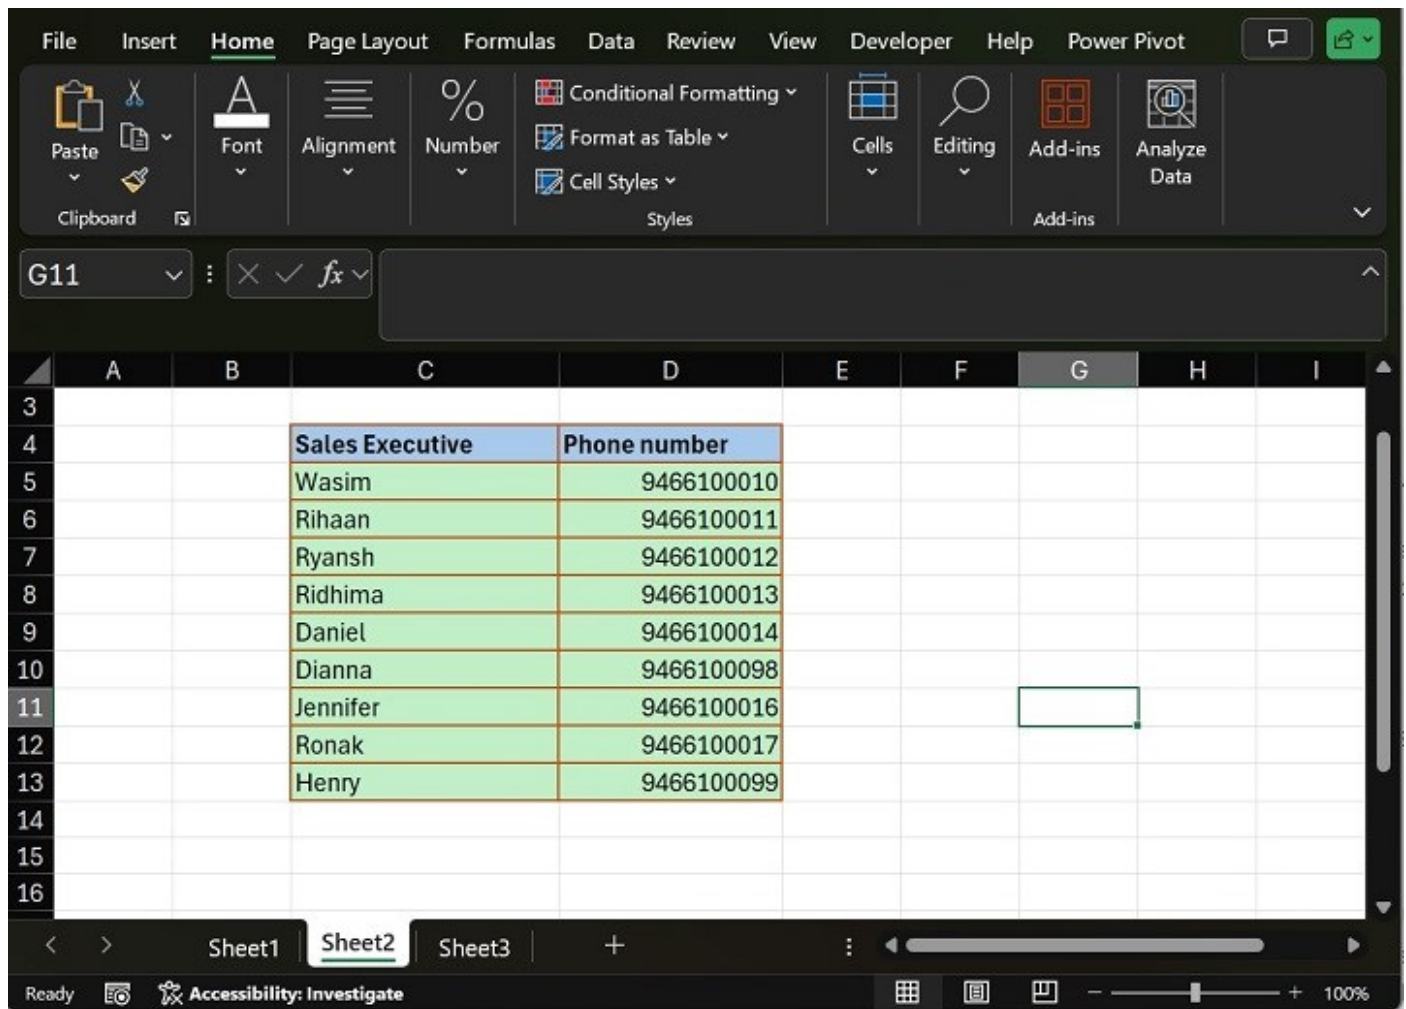 File Insert Home Page Layout Formulas Data Review View Developer Help Power Pivot
Paste
Clipboard
Font
Alignment
%
Number
Conditional Formatting
Format as Table
Cell Styles
Styles
Cells
Editing
Add-ins
Add-ins
Analyze
Data
G11 fx
A B C D E F G H I
3
4 Sales Executive Phone number
5 Wasim 9466100010
6 Rihaan 9466100011
7 Ryansh 9466100012
8 Ridhima 9466100013
9 Daniel 9466100014
10 Dianna 9466100098
11 Jennifer 9466100016
12 Ronak 9466100017
13 Henry 9466100099
14
15
16
Sheet1 Sheet2 Sheet3 +
Ready Accessibility: Investigate - + 100%